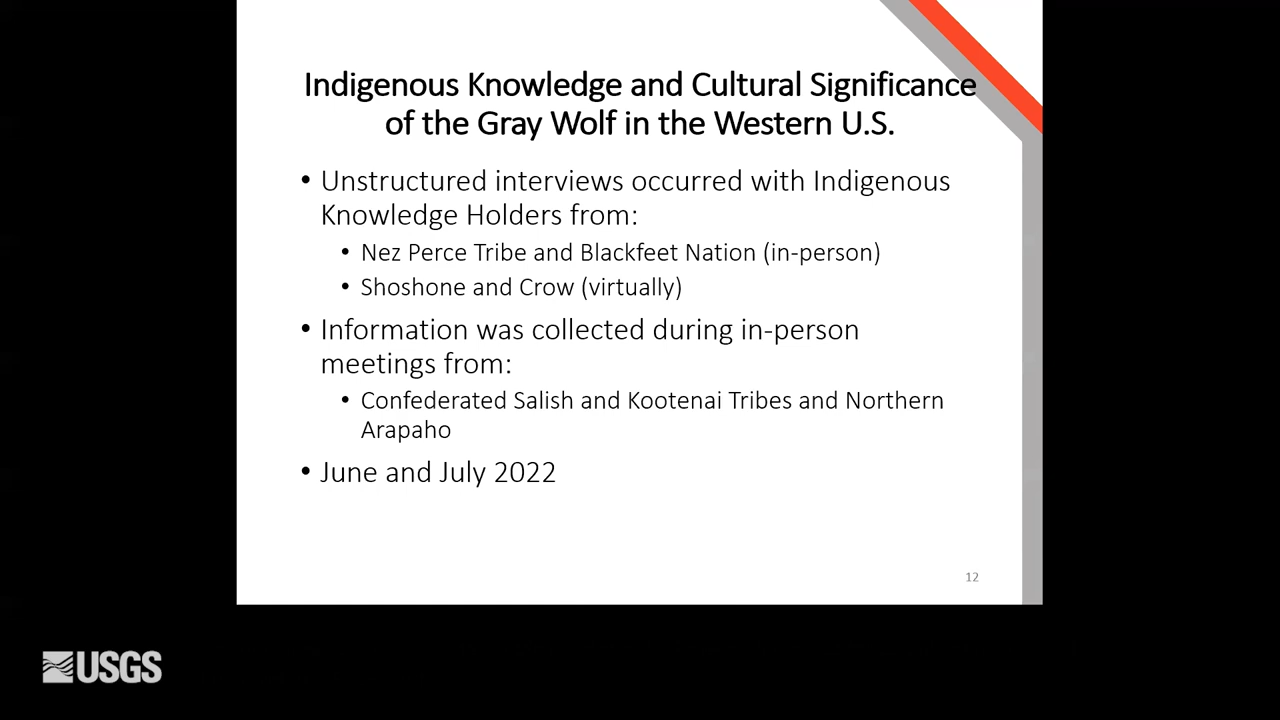 Indigenous Knowledge and Cultural Significance
of the Gray Wolf in the Western U.S.
• Unstructured interviews occurred with Indigenous
Knowledge Holders from:
• Nez Perce Tribe and Blackfeet Nation (in-person)
• Shoshone and Crow (virtually)
• Information was collected during in-person
meetings from:
• Confederated Salish and Kootenai Tribes and Northern
Arapaho
• June and July 2022
12
USGS